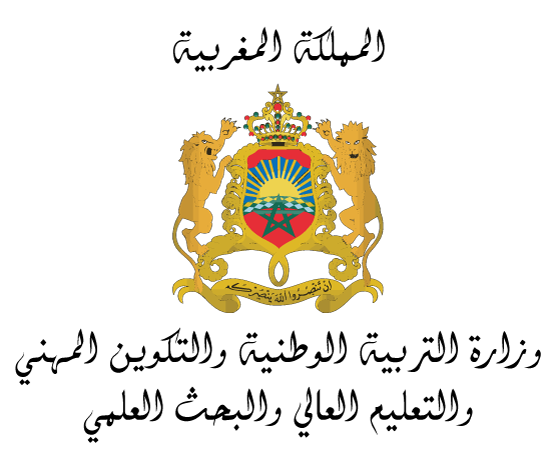 المملكة المغربية
إن تنصروا الله ينصركم
وزارة التربية الوطنية والتكوين المهني
والتعليم العالي والبحث العلمي